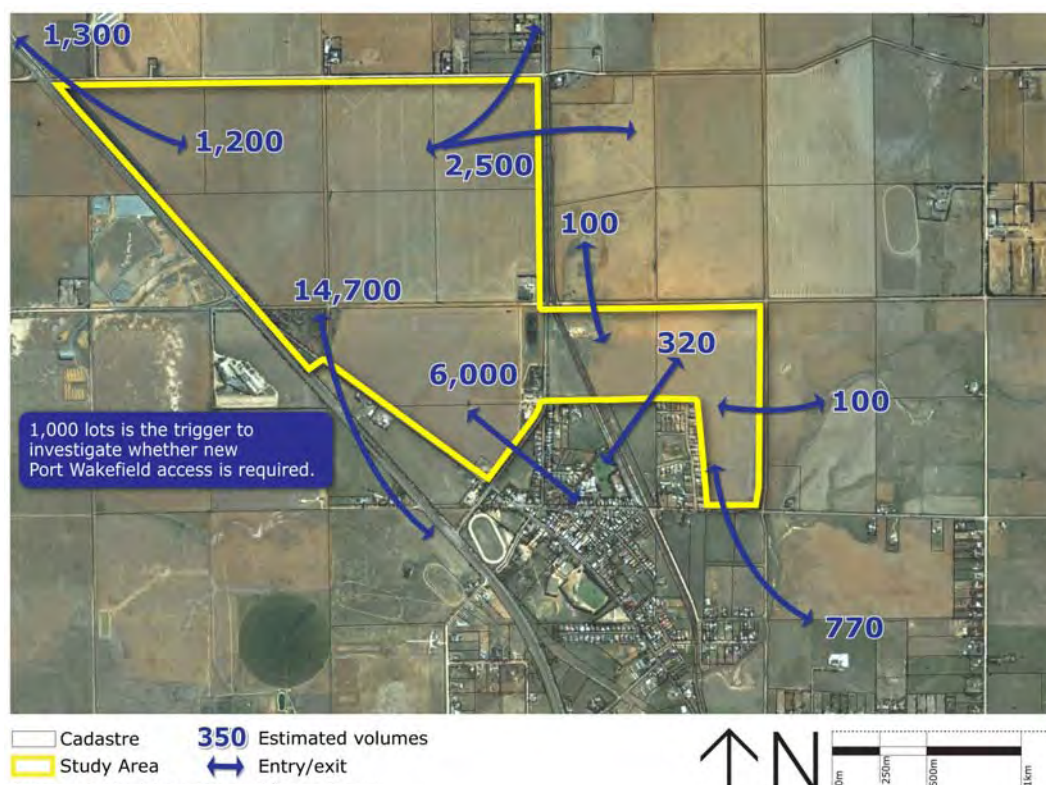 1,300
1,200
2,500
100
14,700
320
6,000
100
1,000 lots is the trigger to
investigate whether new
Port Wakefield access is required.
770
Cadastre
350 Estimated volumes
Study Area
Entry/exit
N
0m
250m
500m
1km